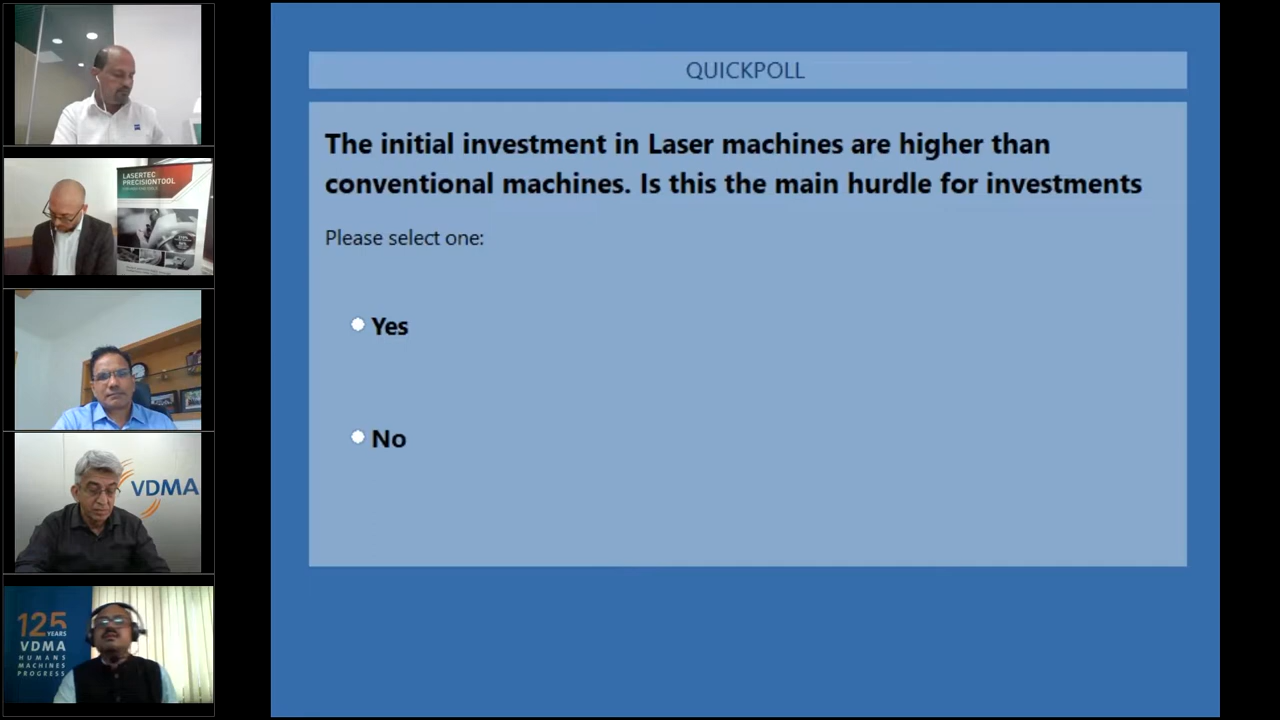 QUICKPOLL
The initial investment in Laser machines are higher than
conventional machines. Is this the main hurdle for investments
Please select one:
Yes
No
LASERTEC
PRECISIONTOOL
VDMA
125
YEARS
VDMA
HUMANS
MACHINES
PROGRESS